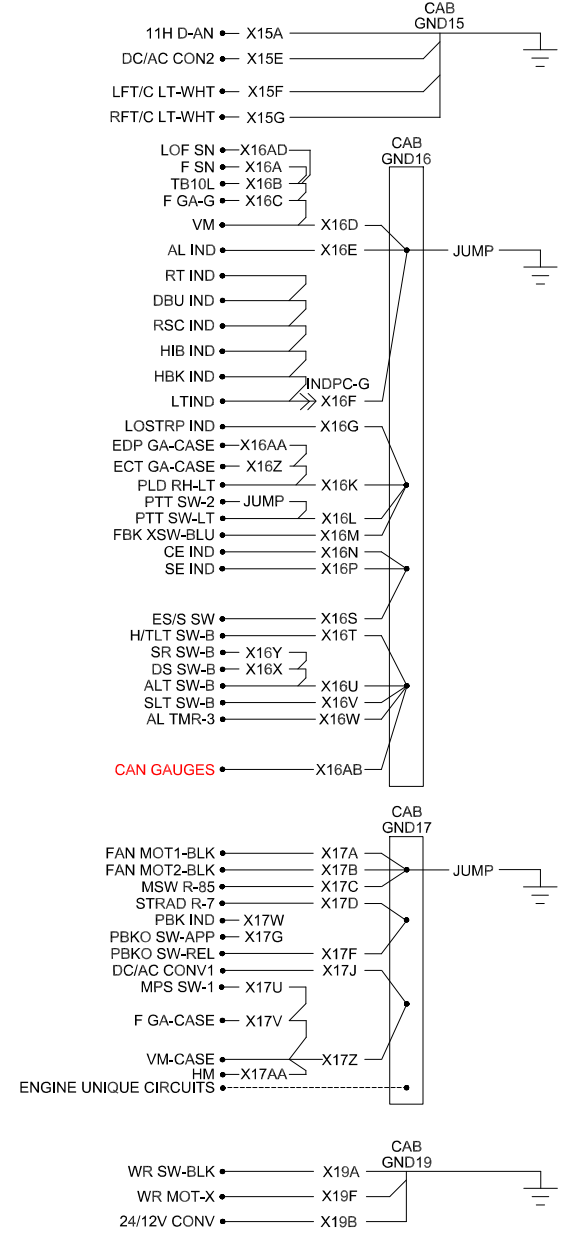 CAB
GND15
11H D-AN X15A
DC/AC CON2 X15E
LFT/C LT-WHT X15F
RFT/C LT-WHT X15G
CAB
GND16
LOF SN X16AD
F SN X16A
TB10L X16B
F GA-G X16C
VM X16D
AL IND X16E JUMP
RT IND
DBU IND
RSC IND
HIB IND
HBK IND
INDPC-G
LTIND X16F
LOSTRP IND X16G
EDP GA-CASE X16AA
ECT GA-CASE X16Z
PLD RH-LT X16K
PTT SW-2 JUMP
PTT SW-LT X16L
FBK XSW-BLU X16M
CE IND X16N
SE IND X16P
ES/S SW X16S
H/TLT SW-B X16T
SR SW-B X16Y
DS SW-B X16X
ALT SW-B X16U
SLT SW-B X16V
AL TMR-3 X16W
CAN GAUGES X16AB
CAB
GND17
FAN MOT1-BLK X17A
FAN MOT2-BLK X17B JUMP
MSW R-85 X17C
STRAD R-7 X17D
PBK IND X17W
PBKO SW-APP X17G
PBKO SW-REL X17F
DC/AC CONV1 X17J
MPS SW-1 X17U
F GA-CASE X17V
VM-CASE X17Z
HM X17AA
ENGINE UNIQUE CIRCUITS
CAB
GND19
WR SW-BLK X19A
WR MOT-X X19F
24/12V CONV X19B